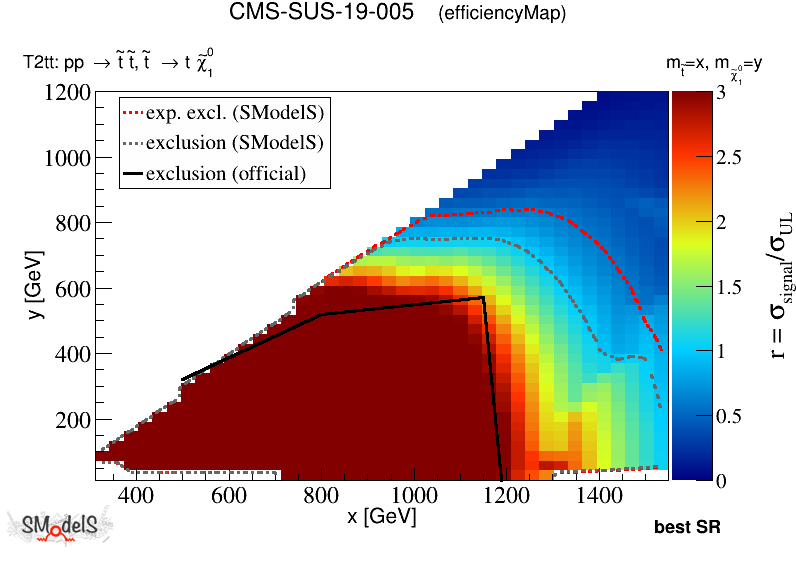 CMS-SUS-19-005 (efficiencyMap)
T2tt: pp → t̃ t̃, t̃ → t χ̃⁰₁
m_t̃=x, m_χ̃⁰₁=y
exp. excl. (SModelS)
exclusion (SModelS)
exclusion (official)
1200
1000
800
600
400
200
y [GeV]
400 600 800 1000 1200 1400
x [GeV]
3
2.5
2
1.5
1
0.5
0
r = σ_signal/σ_UL
SModelS
best SR